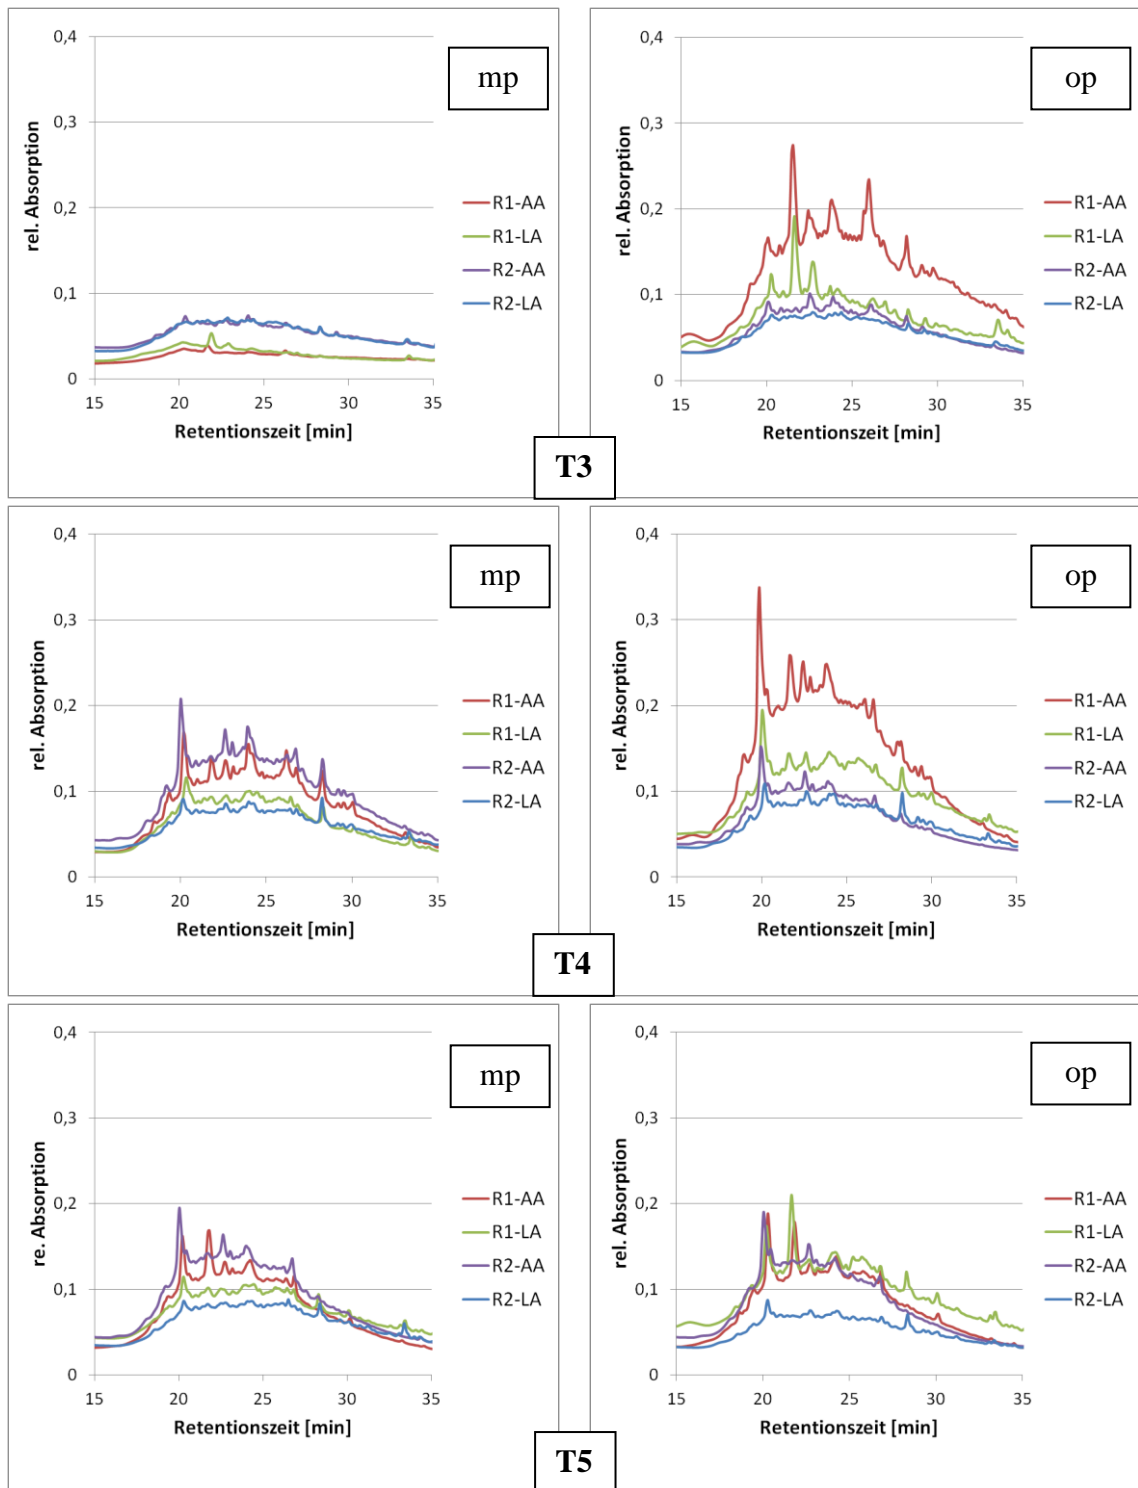 mp
0,4
0,3
0,2
0,1
0
rel. Absorption
15 20 25 30 35
Retentionszeit [min]
R1-AA
R1-LA
R2-AA
R2-LA
op
0,4
0,3
0,2
0,1
0
rel. Absorption
15 20 25 30 35
Retentionszeit [min]
R1-AA
R1-LA
R2-AA
R2-LA
T3
mp
0,4
0,3
0,2
0,1
0
rel. Absorption
15 20 25 30 35
Retentionszeit [min]
R1-AA
R1-LA
R2-AA
R2-LA
op
0,4
0,3
0,2
0,1
0
rel. Absorption
15 20 25 30 35
Retentionszeit [min]
R1-AA
R1-LA
R2-AA
R2-LA
T4
mp
0,4
0,3
0,2
0,1
0
re. Absorption
15 20 25 30 35
Retentionszeit [min]
R1-AA
R1-LA
R2-AA
R2-LA
op
0,4
0,3
0,2
0,1
0
rel. Absorption
15 20 25 30 35
Retentionszeit [min]
R1-AA
R1-LA
R2-AA
R2-LA
T5